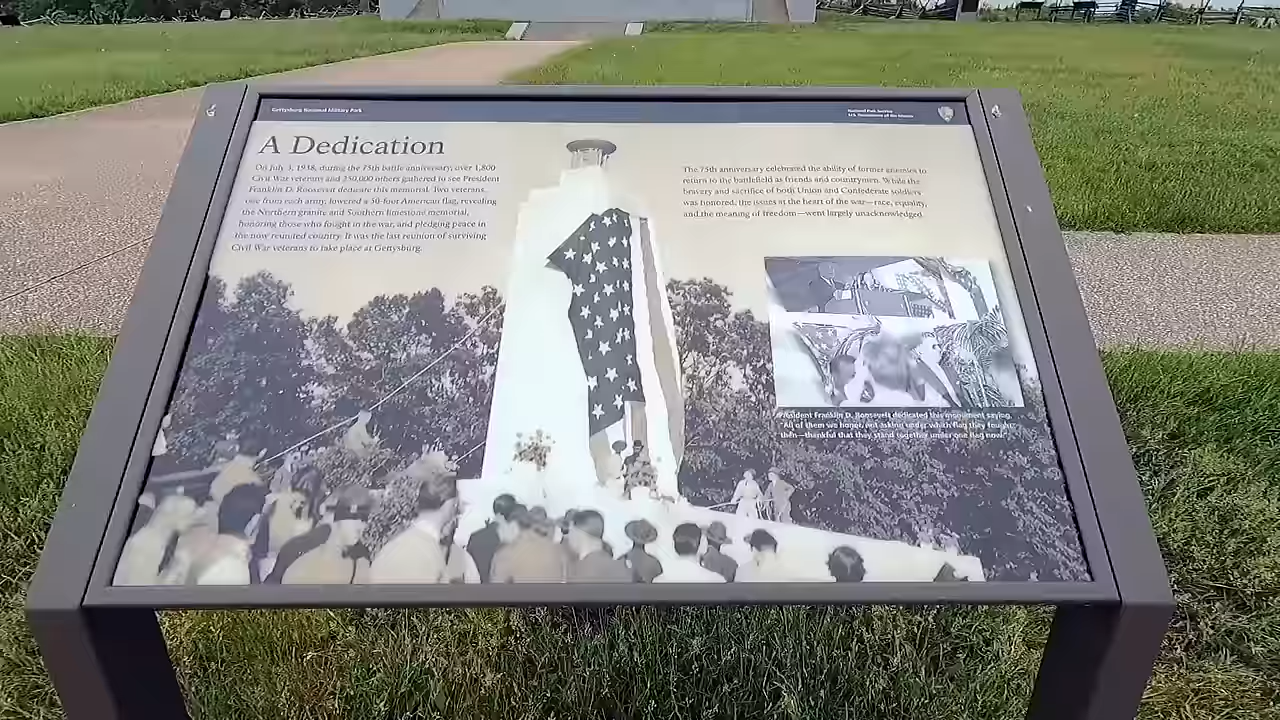 Gettysburg National Military Park
National Park Service
U.S. Department of the Interior
A Dedication
On July 3, 1938, during the 75th battle anniversary, over 1,800
Civil War veterans and 250,000 others gathered to see President
Franklin D. Roosevelt dedicate this memorial. Two veterans,
one from each army, lowered a 50-foot American flag, revealing
the Northern granite and Southern limestone memorial,
honoring those who fought in the war, and pledging peace in
the now reunited country. It was the last reunion of surviving
Civil War veterans to take place at Gettysburg.
The 75th anniversary celebrated the ability of former enemies to
return to the battlefield as friends and countrymen. While the
bravery and sacrifice of both Union and Confederate soldiers
was honored, the issues at the heart of the war—race, equality,
and the meaning of freedom—went largely unacknowledged.
President Franklin D. Roosevelt dedicated this monument saying,
"All of them we honor, not asking under which flag they fought
then—thankful that they stand together under one flag now."